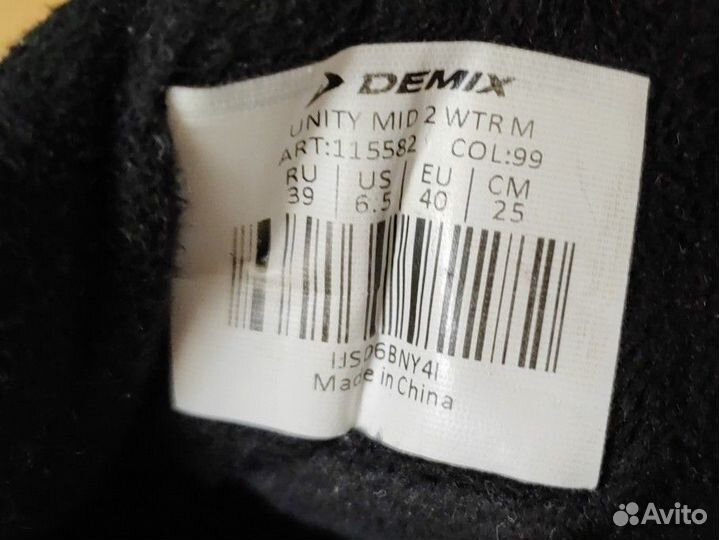 DEMIX
UNITY MID 2 WTR M
ART:115582 COL:99
RU US EU CM
39 6.5 40 25
Made in China
Avito